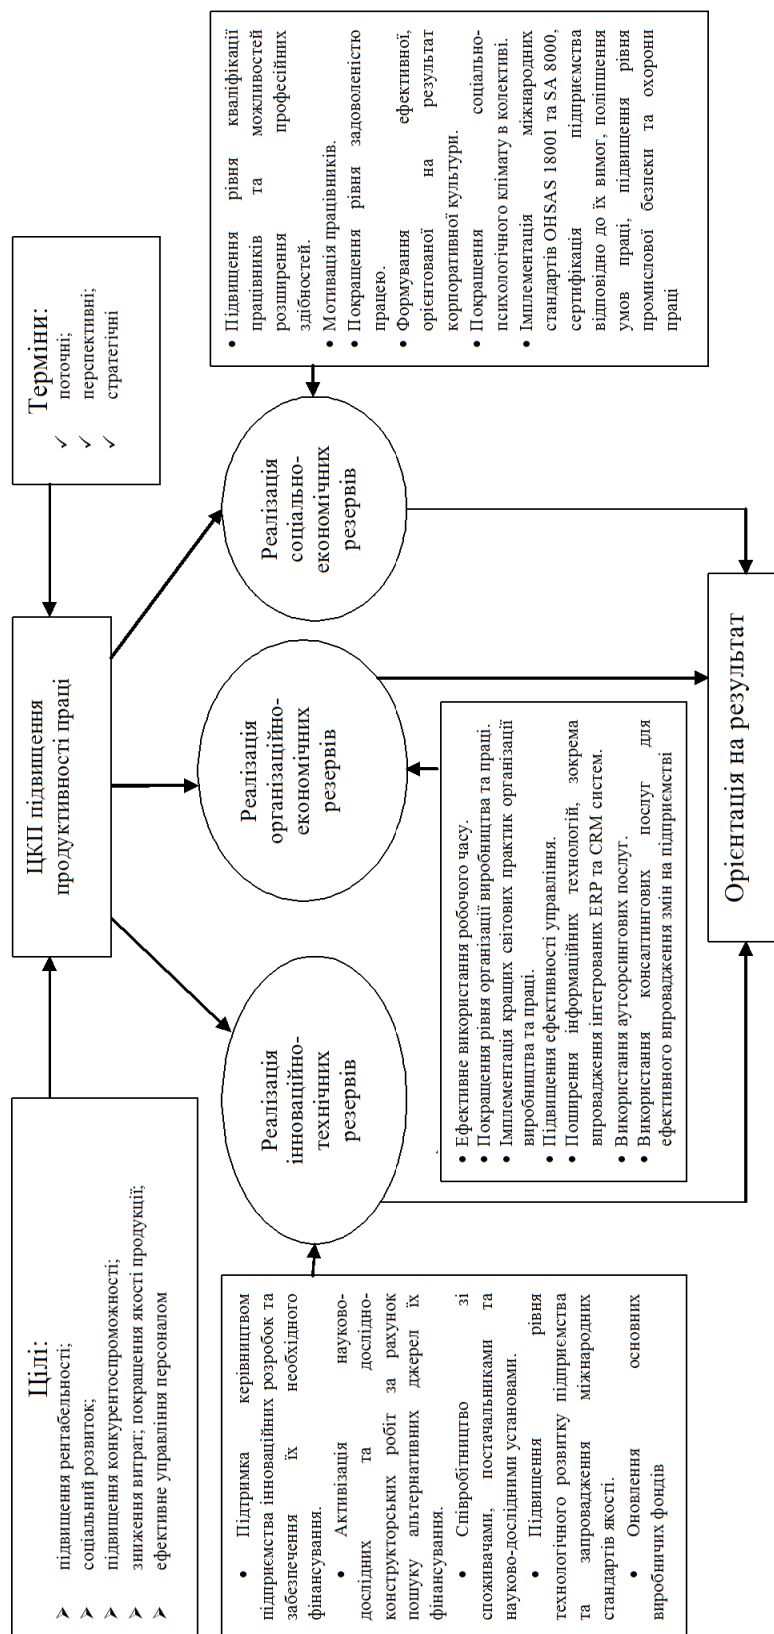 Цілі:
підвищення рентабельності;
соціальний розвиток;
підвищення конкурентоспроможності;
зниження витрат; покращення якості продукції;
ефективне управління персоналом
ЦКП підвищення
продуктивності праці
Терміни:
✓ поточні;
✓ перспективні;
✓ стратегічні
Реалізація
інноваційно-
технічних
резервів
Реалізація
організаційно-
економічних
резервів
Реалізація
соціально-
економічних
резервів
• Підтримка керівництвом
підприємства інноваційних розробок та
забезпечення їх необхідного
фінансування.
• Активізація науково-
дослідних та дослідно-
конструкторських робіт за рахунок
пошуку альтернативних джерел їх
фінансування.
• Співробітництво зі
споживачами, постачальниками та
науково-дослідними установами.
• Підвищення рівня
технологічного розвитку підприємства
та запровадження міжнародних
стандартів якості.
• Оновлення основних
виробничих фондів
• Ефективне використання робочого часу.
• Покращення рівня організації виробництва та праці.
• Імплементація кращих світових практик організації
виробництва та праці.
• Підвищення ефективності управління.
• Поширення інформаційних технологій, зокрема
впровадження інтегрованих ERP та CRM систем.
• Використання аутсорсингових послуг.
• Використання консалтингових послуг для
ефективного впровадження змін на підприємстві
• Підвищення рівня кваліфікації
працівників та можливостей
розширення професійних
здібностей.
• Мотивація працівників.
• Покращення рівня задоволеністю
працею.
• Формування ефективної,
орієнтованої на результат
корпоративної культури.
• Покращення соціально-
психологічного клімату в колективі.
• Імплементація міжнародних
стандартів OHSAS 18001 та SA 8000,
сертифікація підприємства
відповідно до їх вимог, поліпшення
умов праці, підвищення рівня
промислової безпеки та охорони
праці
Орієнтація на результат